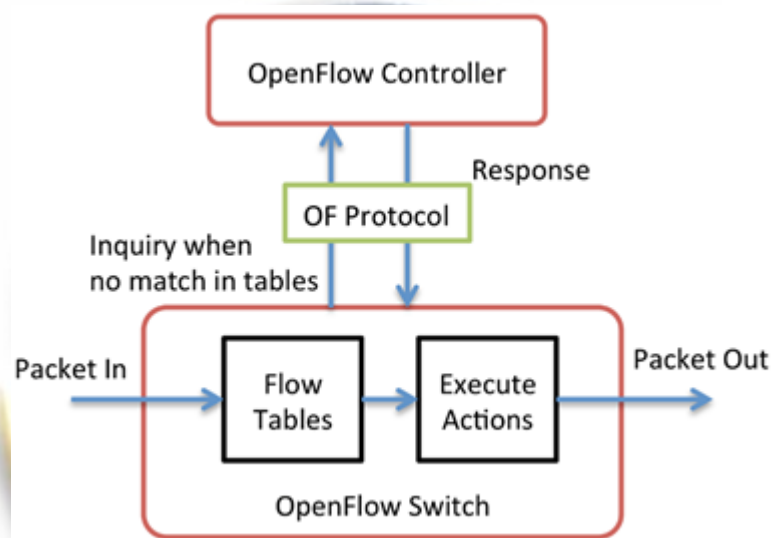 OpenFlow Controller
Response
OF Protocol
Inquiry when
no match in tables
Packet In
Flow
Tables
Execute
Actions
Packet Out
OpenFlow Switch